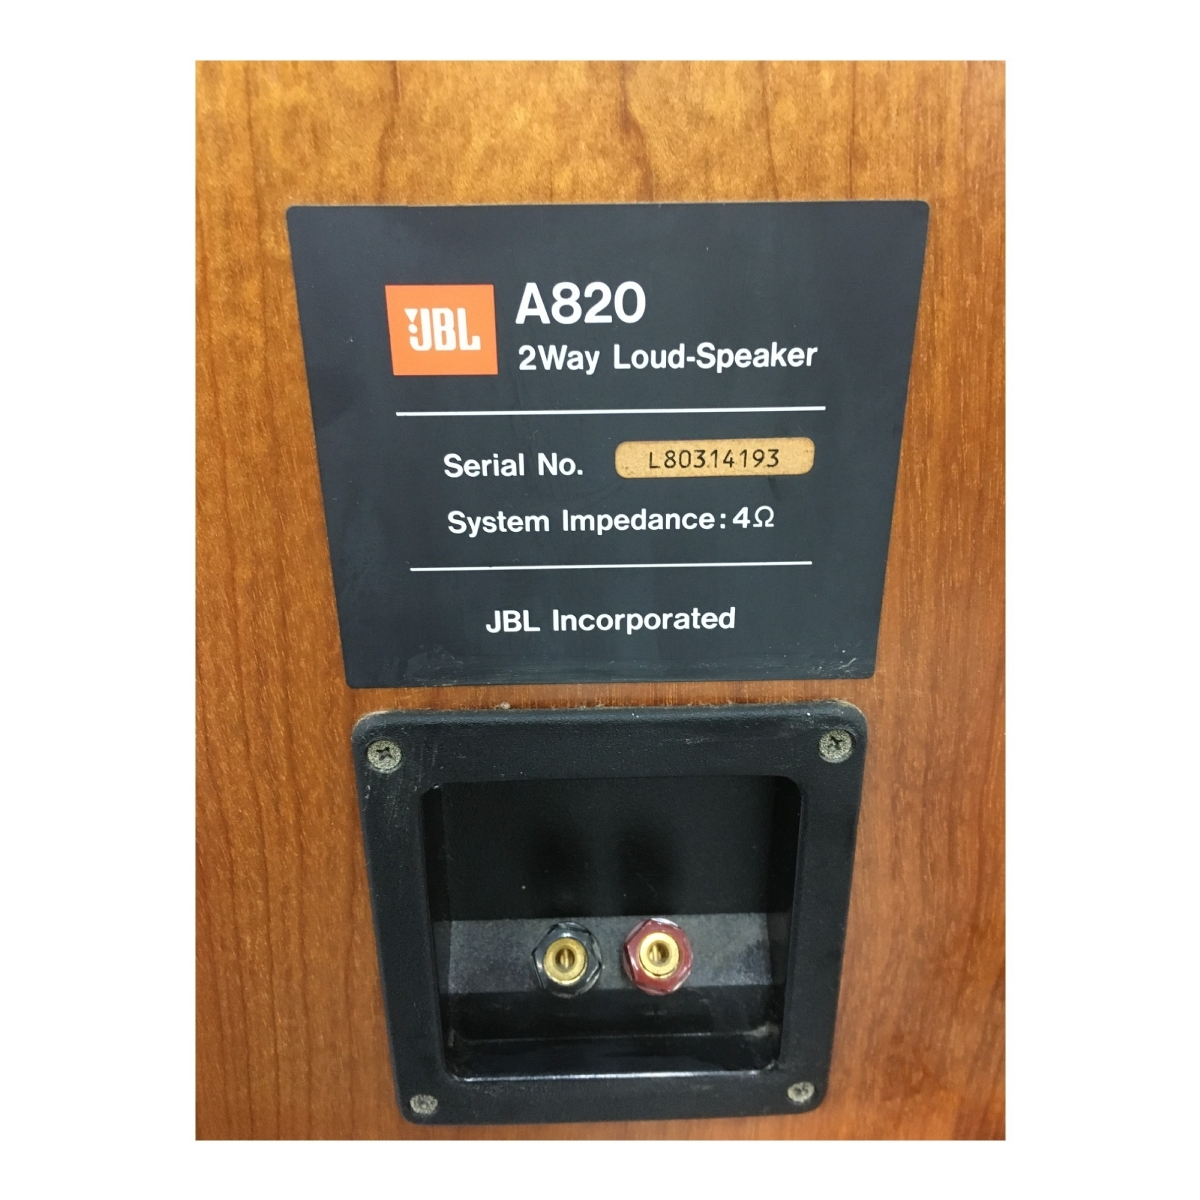 JBL A820
2Way Loud-Speaker
Serial No. L80314193
System Impedance:4Ω
JBL Incorporated